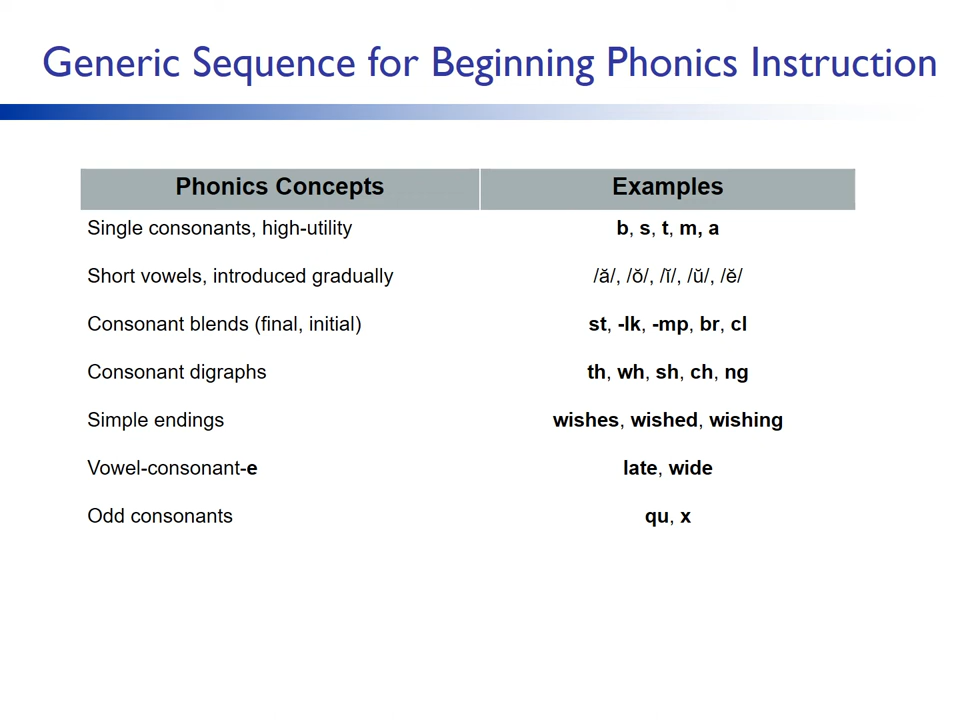 Generic Sequence for Beginning Phonics Instruction
Phonics Concepts Examples
Single consonants, high-utility b, s, t, m, a
Short vowels, introduced gradually /ă/, /ŏ/, /ĭ/, /ŭ/, /ĕ/
Consonant blends (final, initial) st, -lk, -mp, br, cl
Consonant digraphs th, wh, sh, ch, ng
Simple endings wishes, wished, wishing
Vowel-consonant-e late, wide
Odd consonants qu, x